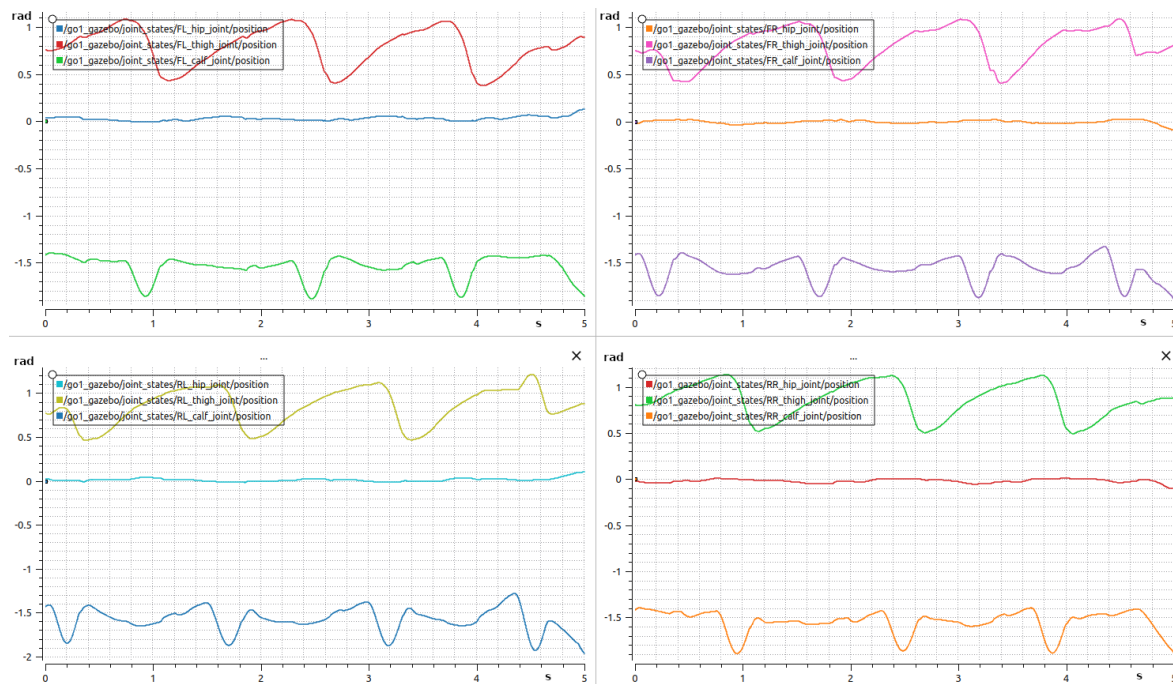 rad
1
0.5
0
-0.5
-1
-1.5
/go1_gazebo/joint_states/FL_hip_joint/position
/go1_gazebo/joint_states/FL_thigh_joint/position
/go1_gazebo/joint_states/FL_calf_joint/position
0 1 2 3 4 s 5
rad
1
0.5
0
-0.5
-1
-1.5
/go1_gazebo/joint_states/FR_hip_joint/position
/go1_gazebo/joint_states/FR_thigh_joint/position
/go1_gazebo/joint_states/FR_calf_joint/position
0 1 2 3 4 s 5
...
rad
1
0.5
0
-0.5
-1
-1.5
-2
/go1_gazebo/joint_states/RL_hip_joint/position
/go1_gazebo/joint_states/RL_thigh_joint/position
/go1_gazebo/joint_states/RL_calf_joint/position
0 1 2 3 4 s 5
...
rad
1
0.5
0
-0.5
-1
-1.5
/go1_gazebo/joint_states/RR_hip_joint/position
/go1_gazebo/joint_states/RR_thigh_joint/position
/go1_gazebo/joint_states/RR_calf_joint/position
0 1 2 3 4 s 5